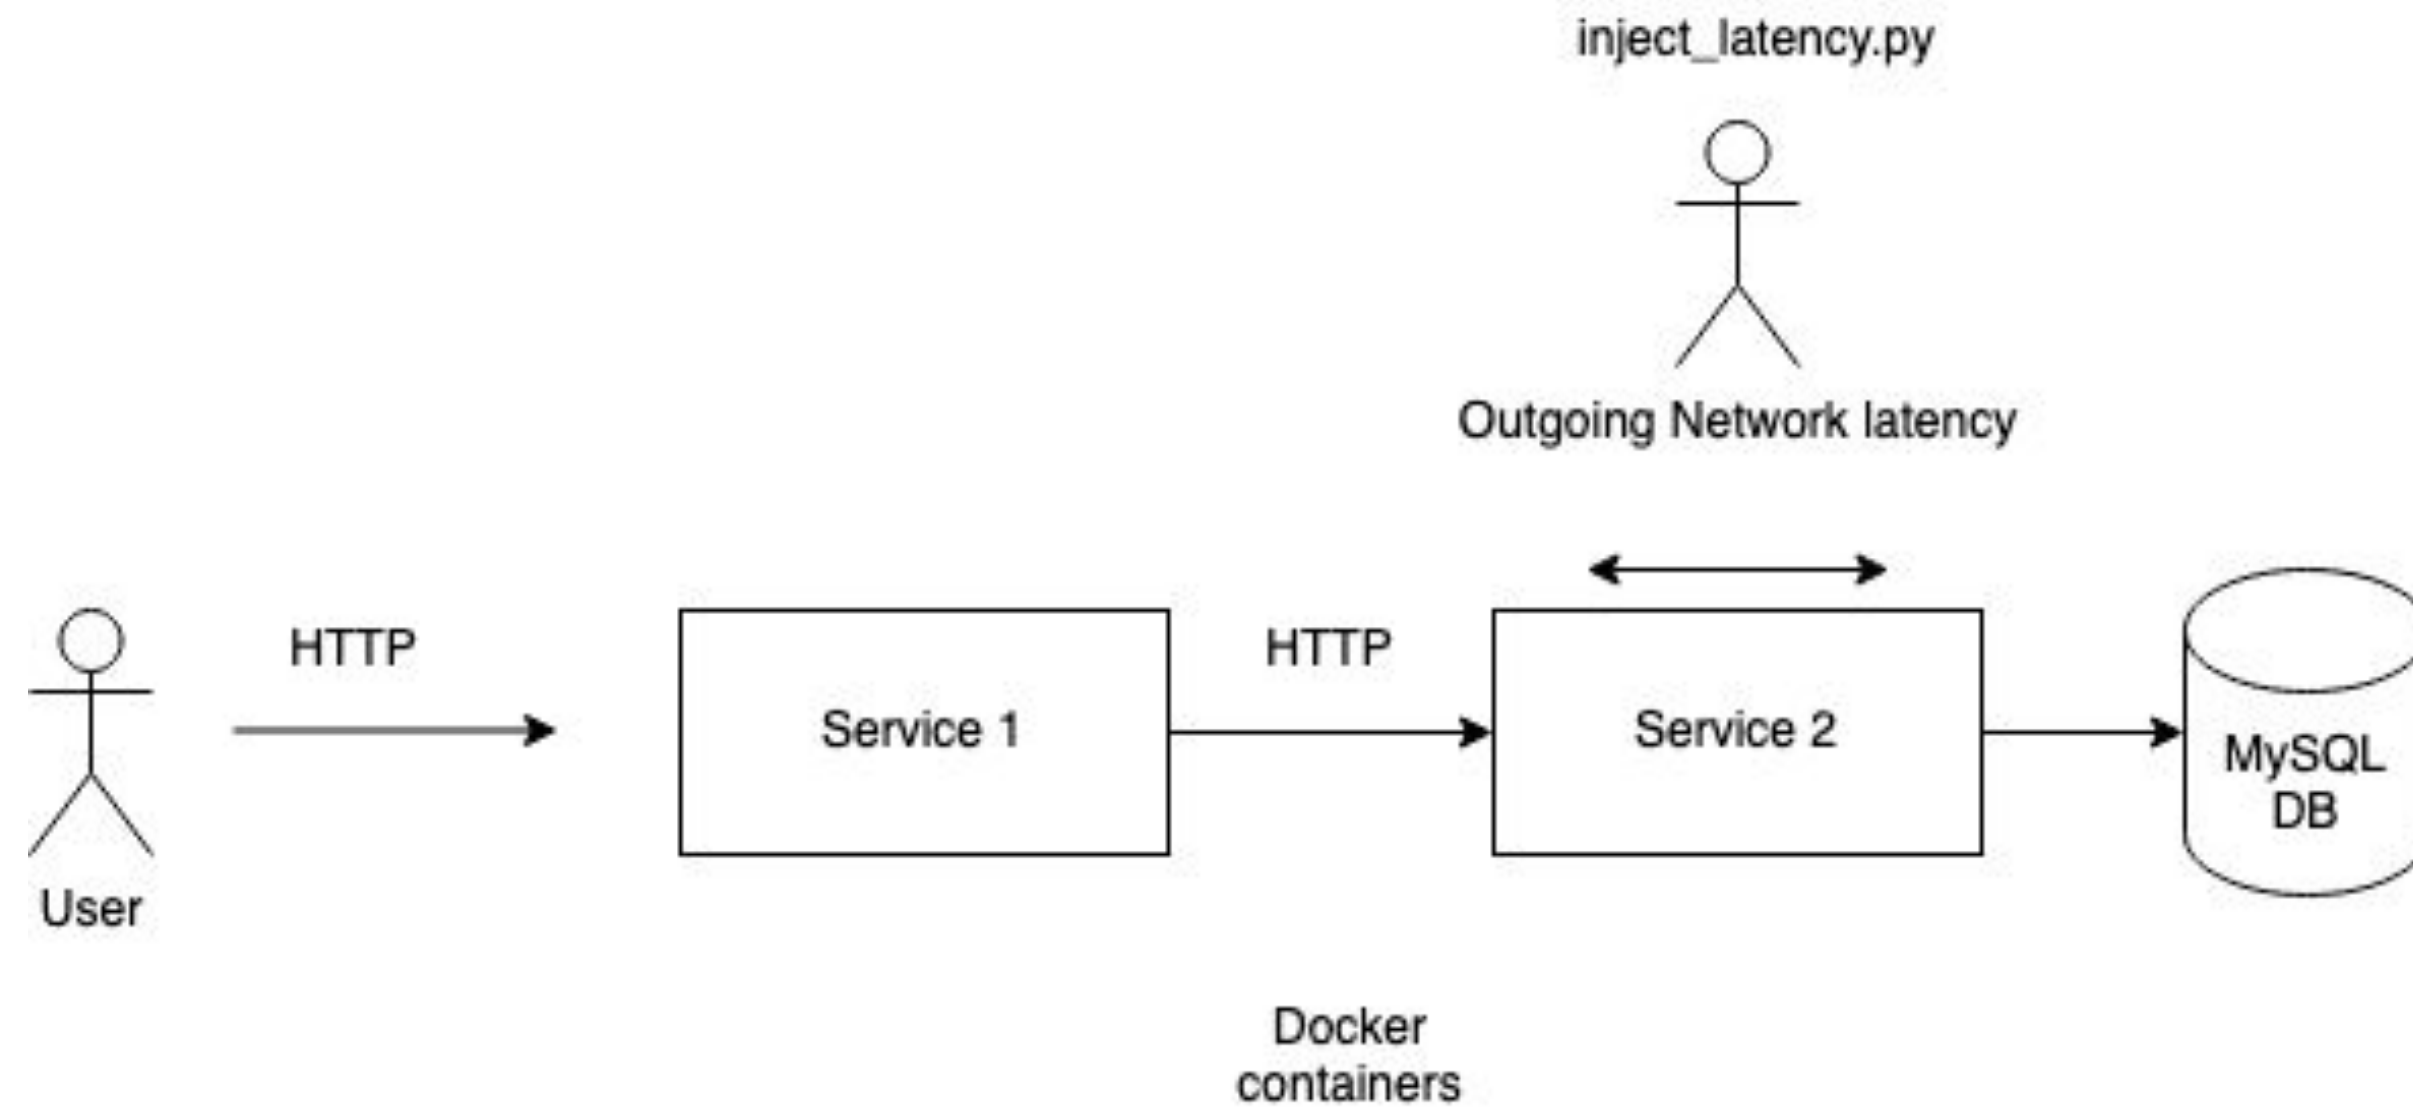 inject_latency.py
Outgoing Network latency
HTTP
HTTP
Service 1
Service 2
MySQL
DB
User
Docker
containers